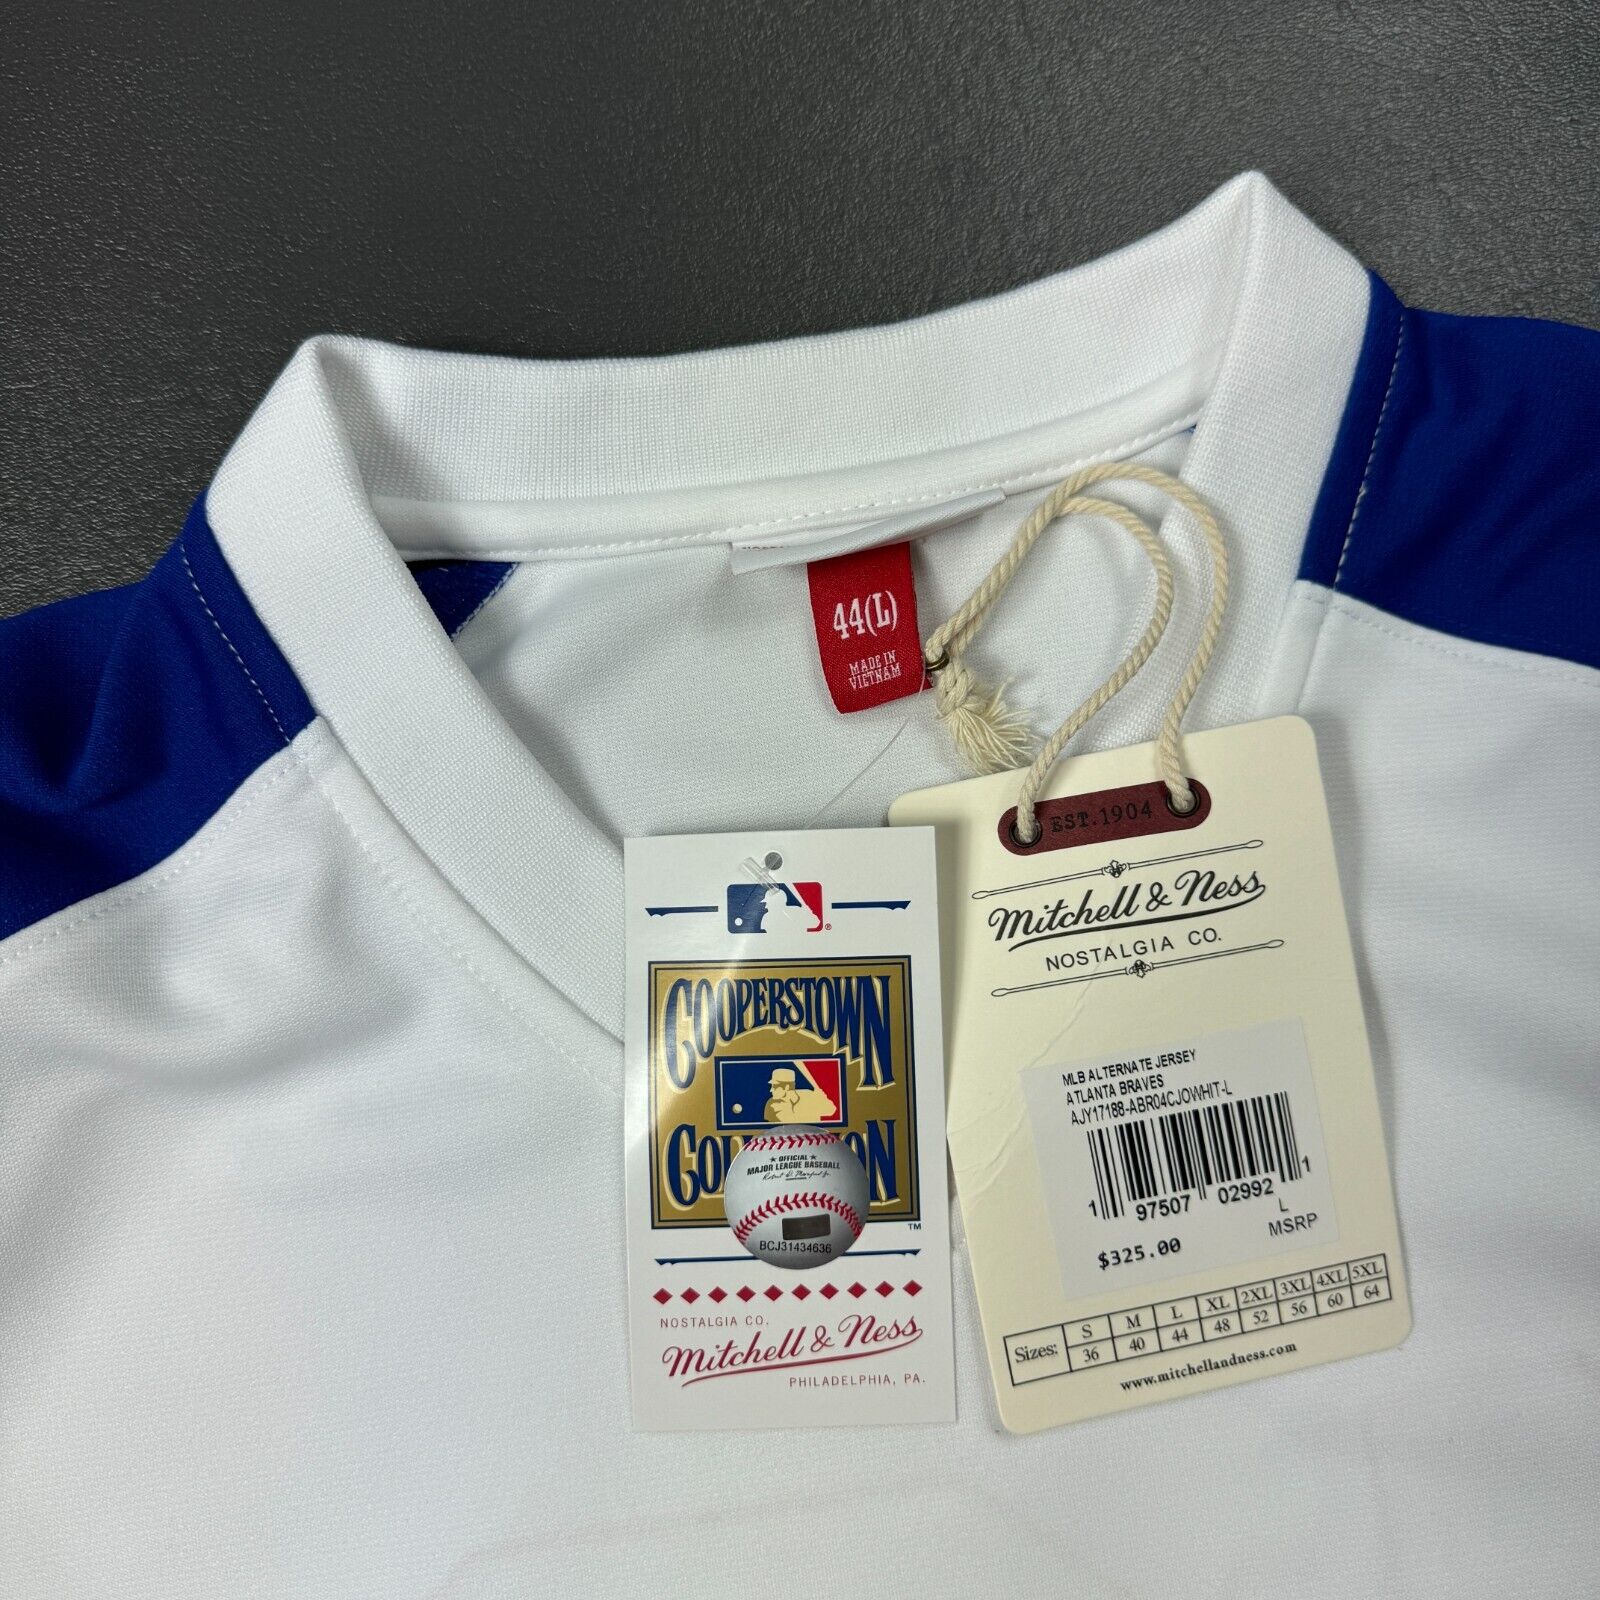 44(L)
MADE IN
VIETNAM
EST. 1904
Mitchell & Ness
NOSTALGIA CO.
MLB ALTERNATE JERSEY
ATLANTA BRAVES
AJY17188-ABR04CJOWHIT-L
1 97507 02992 1
L
$325.00 MSRP
Sizes: S M L XL 2XL 3XL 4XL 5XL
36 40 44 48 52 56 60 64
www.mitchellandness.com
®
COOPERSTOWN
COLLECTION
TM
★ OFFICIAL ★
MAJOR LEAGUE BASEBALL
BCJ31434636
NOSTALGIA CO.
Mitchell & Ness
PHILADELPHIA, PA.